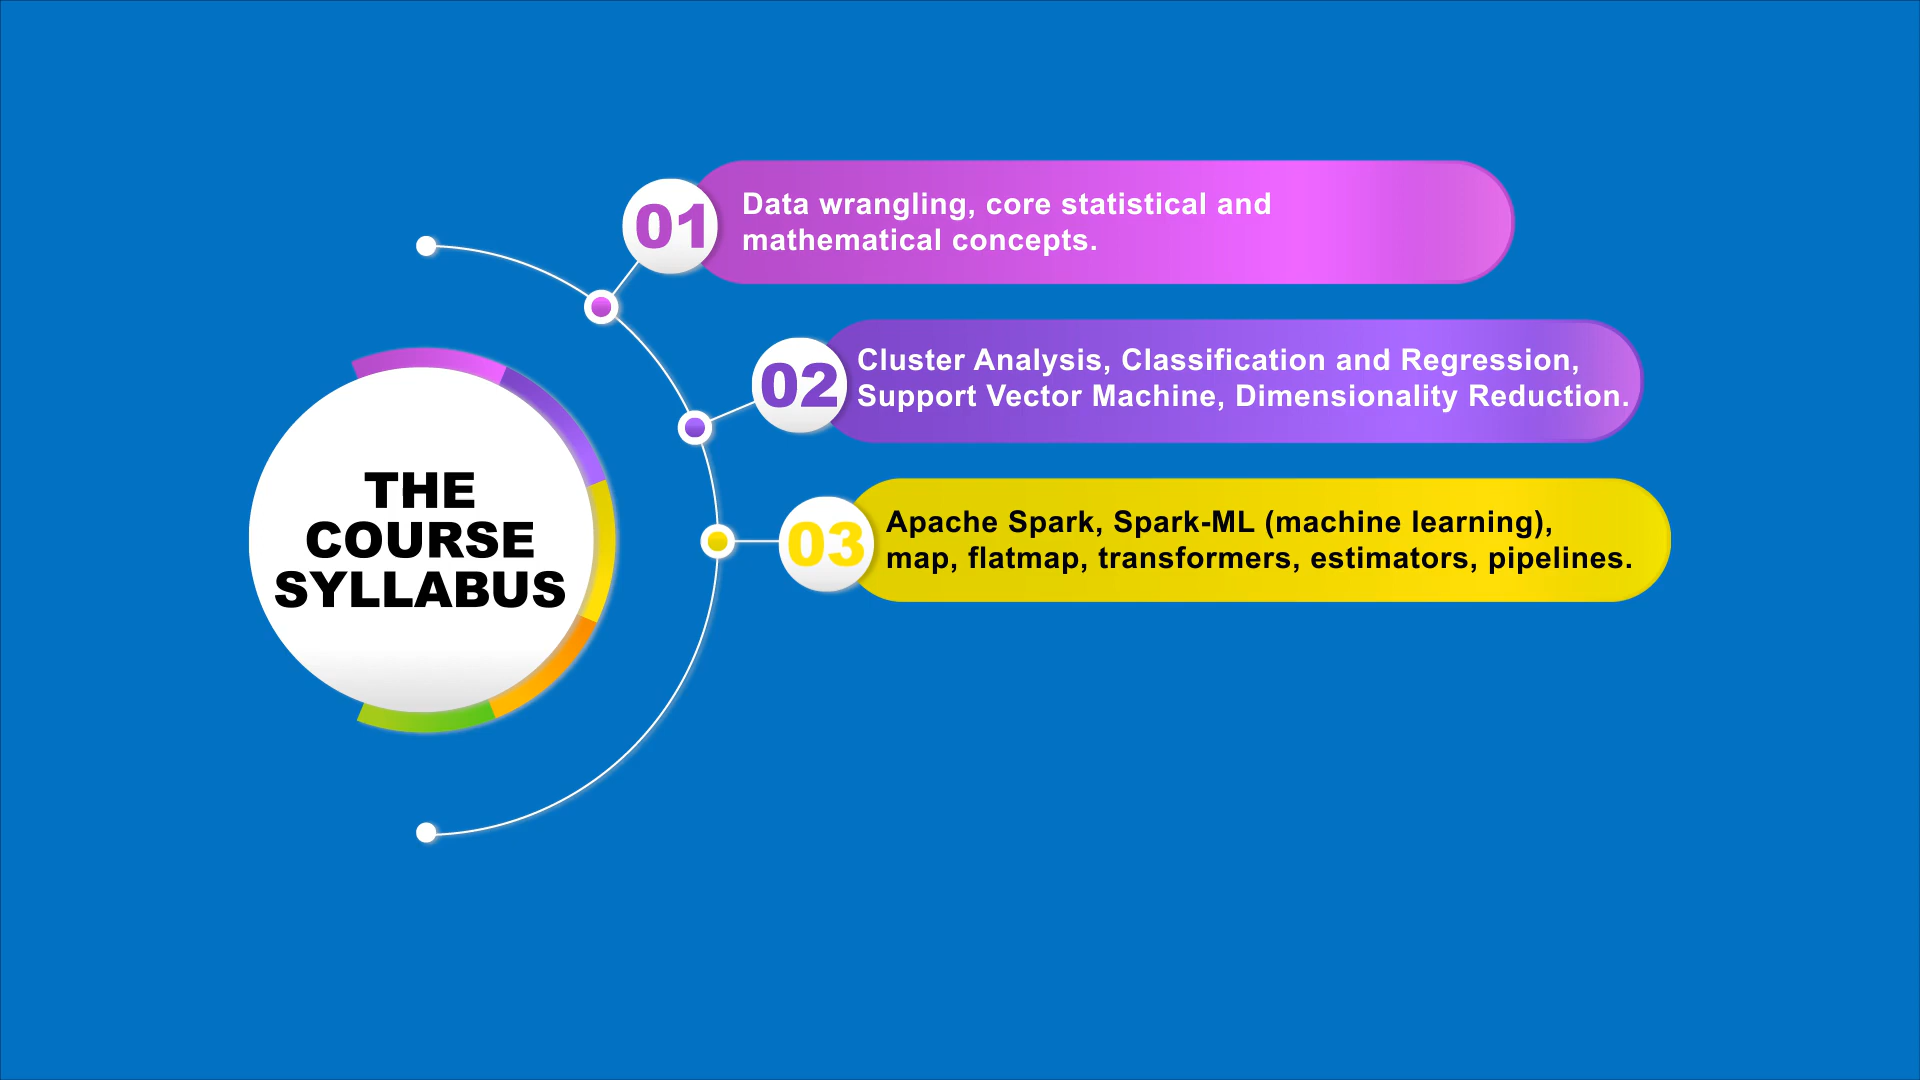 THE
COURSE
SYLLABUS
01
Data wrangling, core statistical and
mathematical concepts.
02
Cluster Analysis, Classification and Regression,
Support Vector Machine, Dimensionality Reduction.
03
Apache Spark, Spark-ML (machine learning),
map, flatmap, transformers, estimators, pipelines.